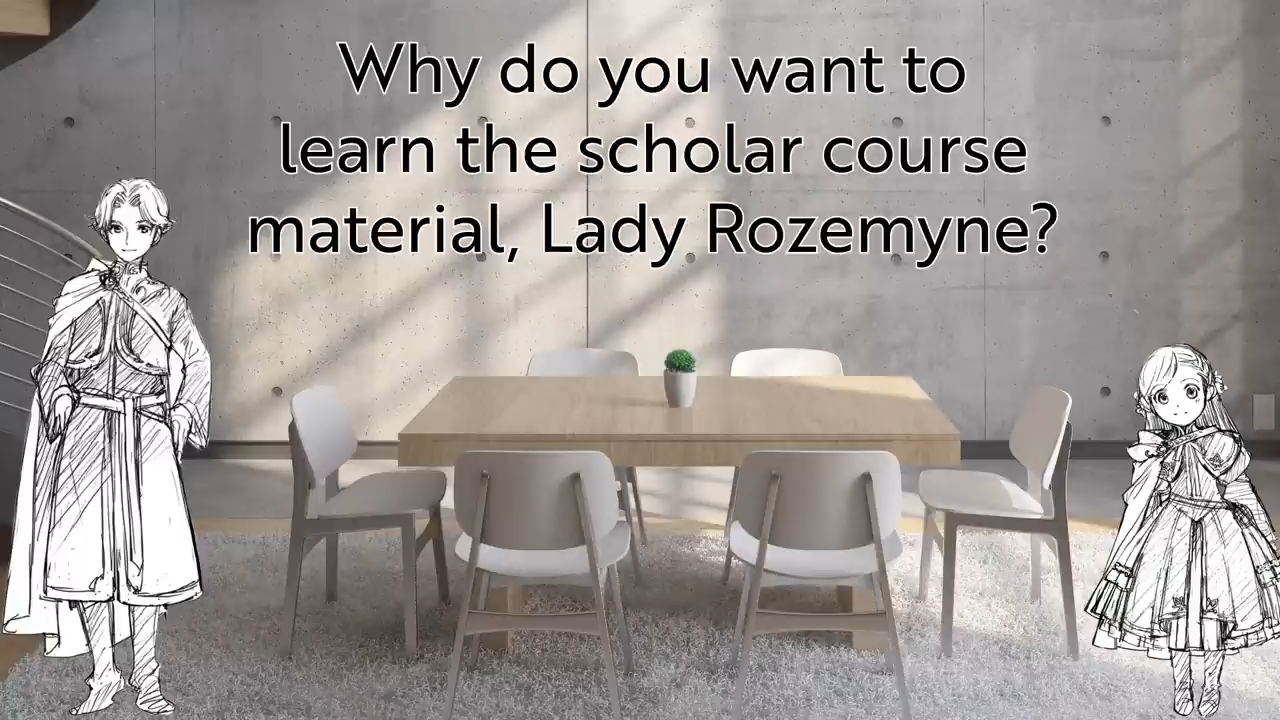 Why do you want to
learn the scholar course
material, Lady Rozemyne?